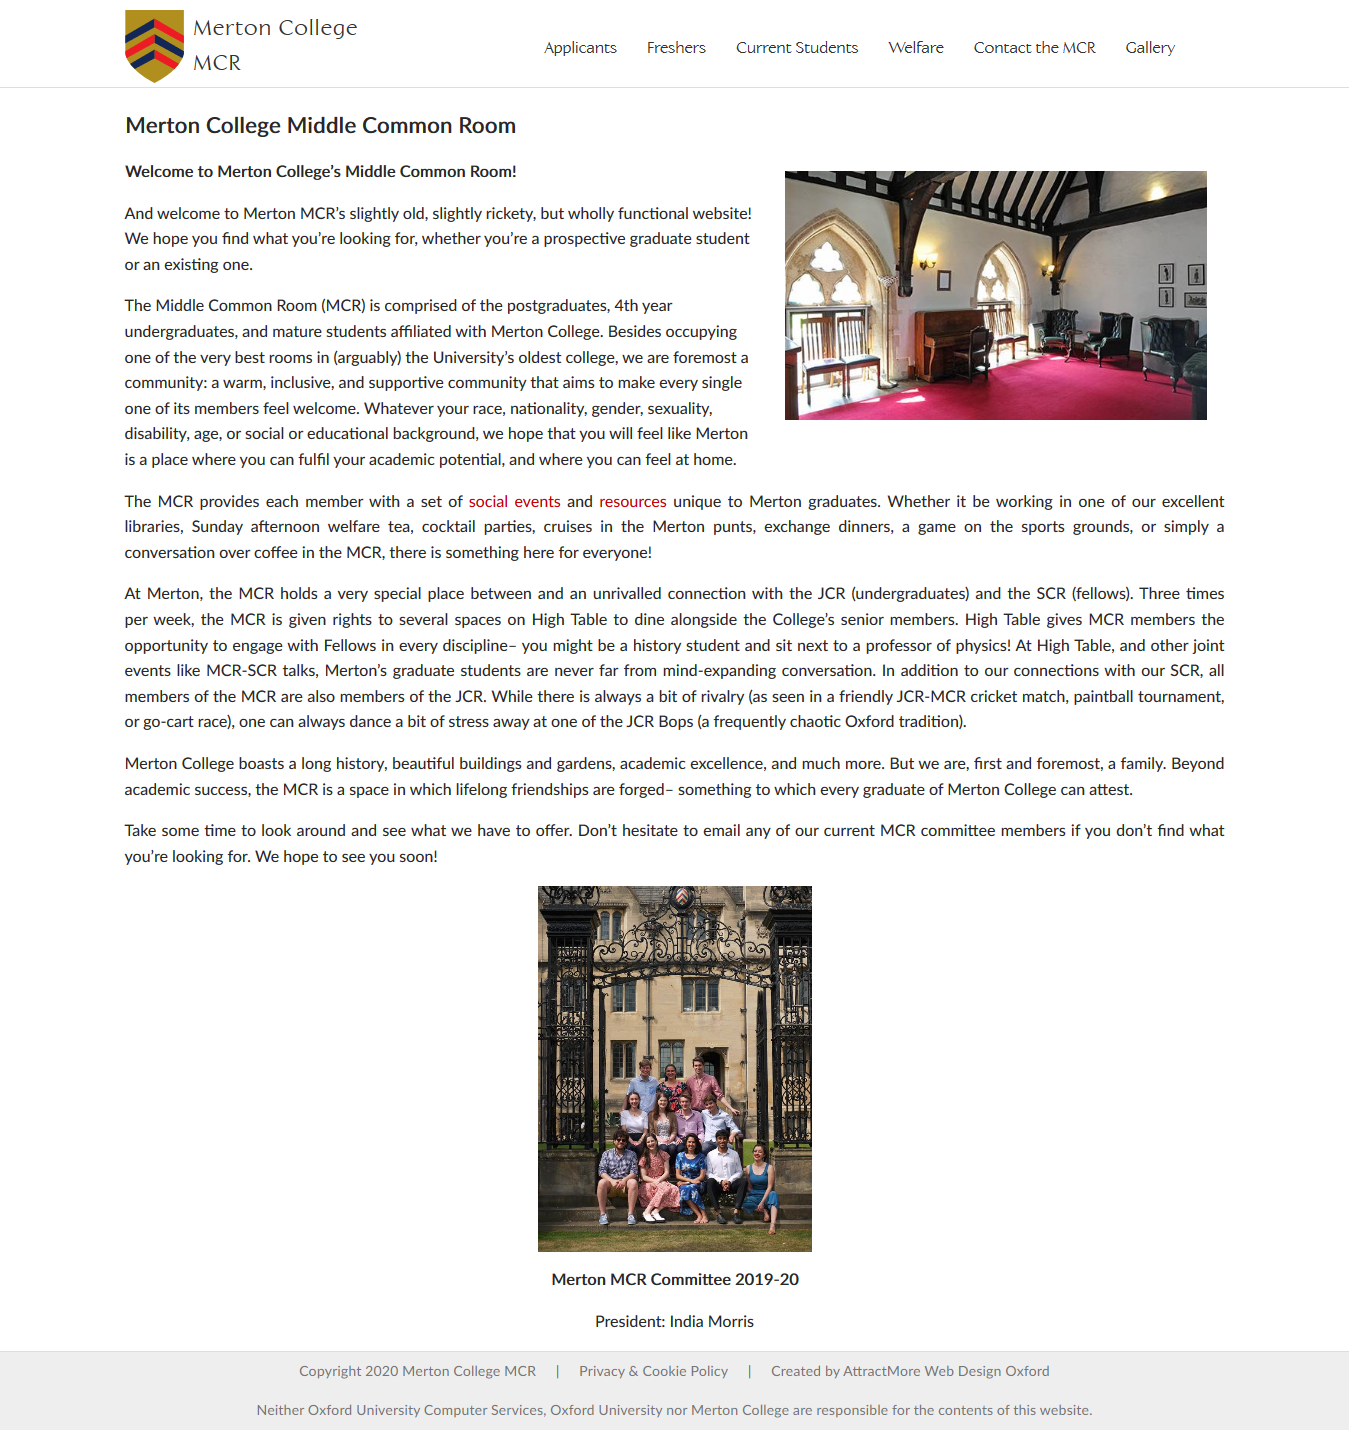 Merton College
MCR
Applicants Freshers Current Students Welfare Contact the MCR Gallery
Merton College Middle Common Room
Welcome to Merton College’s Middle Common Room!
And welcome to Merton MCR’s slightly old, slightly rickety, but wholly functional website!
We hope you find what you’re looking for, whether you’re a prospective graduate student
or an existing one.
The Middle Common Room (MCR) is comprised of the postgraduates, 4th year
undergraduates, and mature students affiliated with Merton College. Besides occupying
one of the very best rooms in (arguably) the University’s oldest college, we are foremost a
community: a warm, inclusive, and supportive community that aims to make every single
one of its members feel welcome. Whatever your race, nationality, gender, sexuality,
disability, age, or social or educational background, we hope that you will feel like Merton
is a place where you can fulfil your academic potential, and where you can feel at home.
The MCR provides each member with a set of social events and resources unique to Merton graduates. Whether it be working in one of our excellent
libraries, Sunday afternoon welfare tea, cocktail parties, cruises in the Merton punts, exchange dinners, a game on the sports grounds, or simply a
conversation over coffee in the MCR, there is something here for everyone!
At Merton, the MCR holds a very special place between and an unrivalled connection with the JCR (undergraduates) and the SCR (fellows). Three times
per week, the MCR is given rights to several spaces on High Table to dine alongside the College’s senior members. High Table gives MCR members the
opportunity to engage with Fellows in every discipline– you might be a history student and sit next to a professor of physics! At High Table, and other joint
events like MCR-SCR talks, Merton’s graduate students are never far from mind-expanding conversation. In addition to our connections with our SCR, all
members of the MCR are also members of the JCR. While there is always a bit of rivalry (as seen in a friendly JCR-MCR cricket match, paintball tournament,
or go-cart race), one can always dance a bit of stress away at one of the JCR Bops (a frequently chaotic Oxford tradition).
Merton College boasts a long history, beautiful buildings and gardens, academic excellence, and much more. But we are, first and foremost, a family. Beyond
academic success, the MCR is a space in which lifelong friendships are forged– something to which every graduate of Merton College can attest.
Take some time to look around and see what we have to offer. Don’t hesitate to email any of our current MCR committee members if you don’t find what
you’re looking for. We hope to see you soon!
Merton MCR Committee 2019-20
President: India Morris
Copyright 2020 Merton College MCR | Privacy & Cookie Policy | Created by AttractMore Web Design Oxford
Neither Oxford University Computer Services, Oxford University nor Merton College are responsible for the contents of this website.